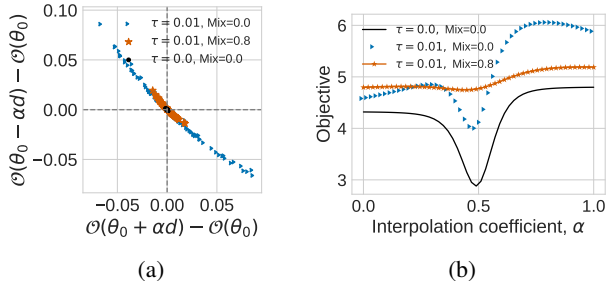 0.10
0.05
0.00
−0.05
τ = 0.01, Mix=0.0
τ = 0.01, Mix=0.8
τ = 0.0, Mix=0.0
−0.05 0.00 0.05
𝒪(θ₀ + αd) − 𝒪(θ₀)
𝒪(θ₀ − αd) − 𝒪(θ₀)
(a)
6
5
4
3
τ = 0.0, Mix=0.0
τ = 0.01, Mix=0.0
τ = 0.01, Mix=0.8
0.0 0.5 1.0
Interpolation coefficient, α
Objective
(b)